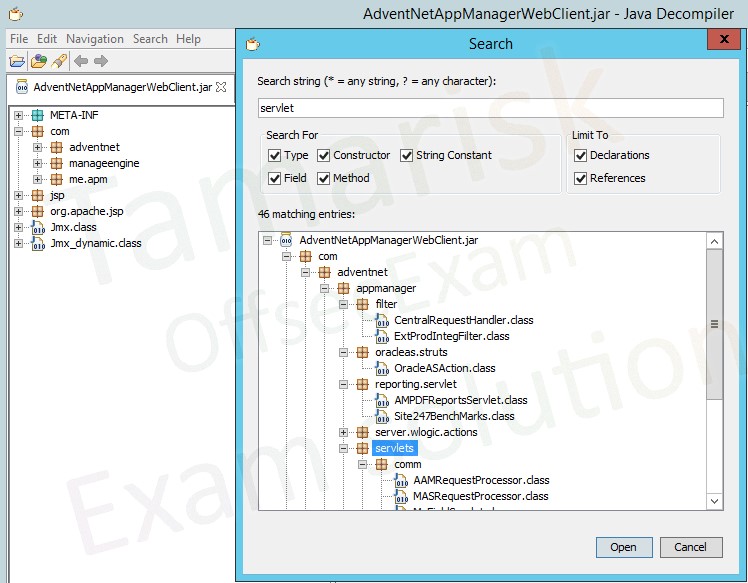 AdventNetAppManagerWebClient.jar - Java Decompiler
File Edit Navigation Search Help
AdventNetAppManagerWebClient.jar
META-INF
com
adventnet
manageengine
me.apm
jsp
org.apache.jsp
Jmx.class
Jmx_dynamic.class
Search
Search string (* = any string, ? = any character):
servlet
Search For
Type Constructor String Constant
Field Method
Limit To
Declarations
References
46 matching entries:
AdventNetAppManagerWebClient.jar
com
adventnet
appmanager
filter
CentralRequestHandler.class
ExtProdIntegFilter.class
oracleas.struts
OracleASAction.class
reporting.servlet
AMPDFReportsServlet.class
Site247BenchMarks.class
server.wlogic.actions
servlets
comm
AAMRequestProcessor.class
MASRequestProcessor.class
Open Cancel
Tamarisk
Offsec Exam
Exam Solution